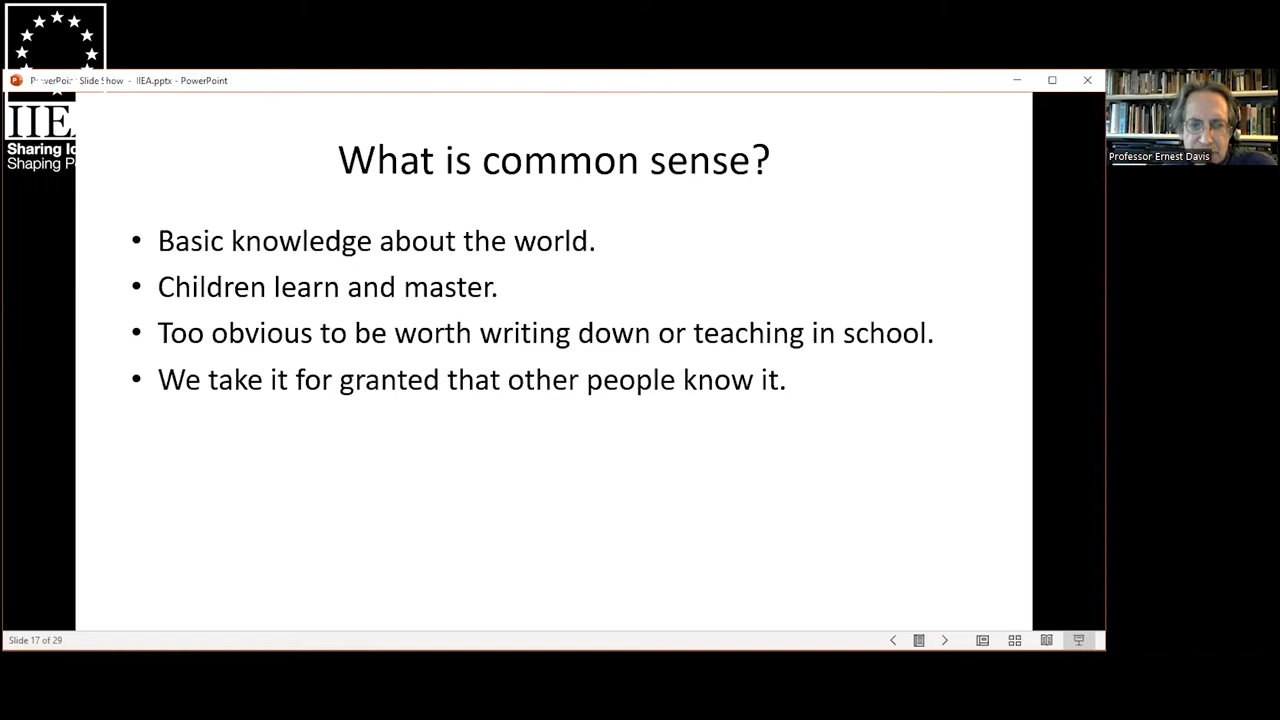 PowerPoint Slide Show - IIEA.pptx - PowerPoint
IIEA
Sharing
Shaping
Professor Ernest Davis
What is common sense?
• Basic knowledge about the world.
• Children learn and master.
• Too obvious to be worth writing down or teaching in school.
• We take it for granted that other people know it.
Slide 17 of 29